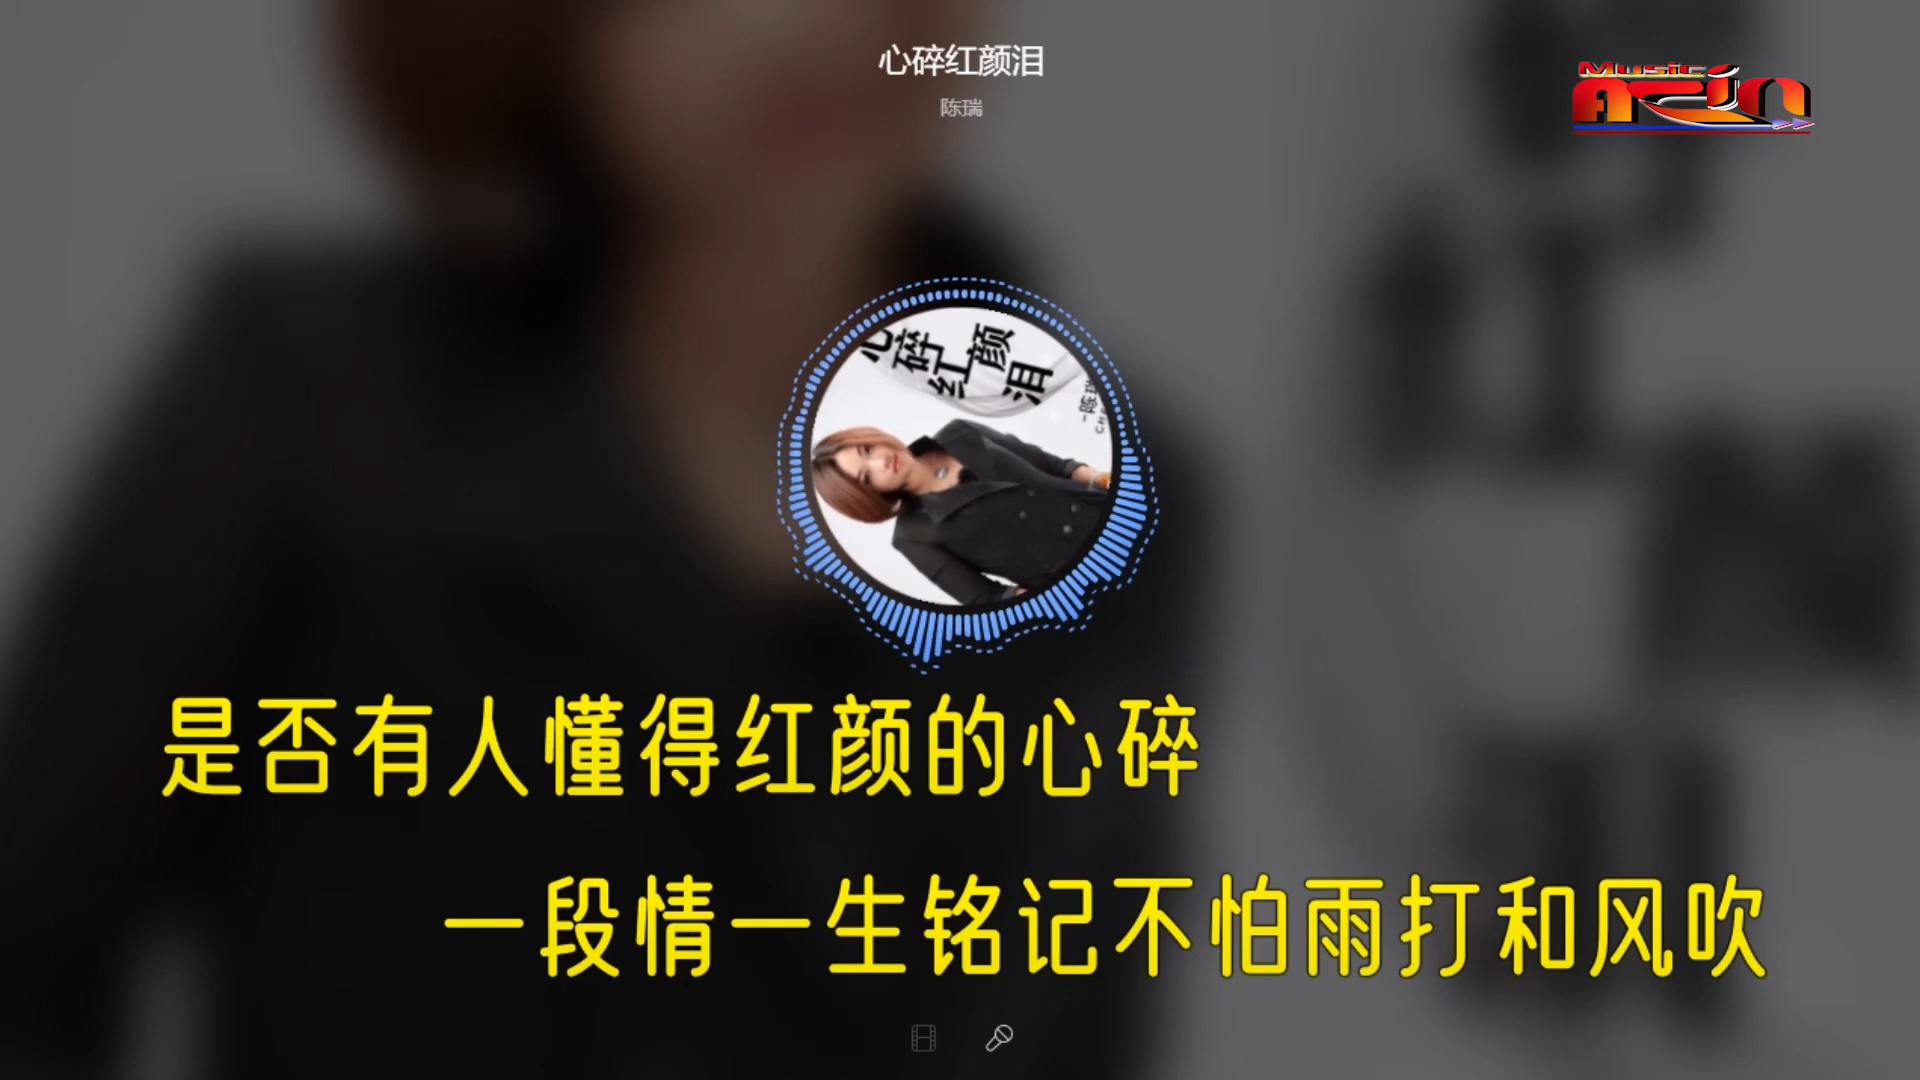 心碎红颜泪
陈瑞
Music
Arin
心碎红颜泪
是否有人懂得红颜的心碎
一段情一生铭记不怕雨打和风吹